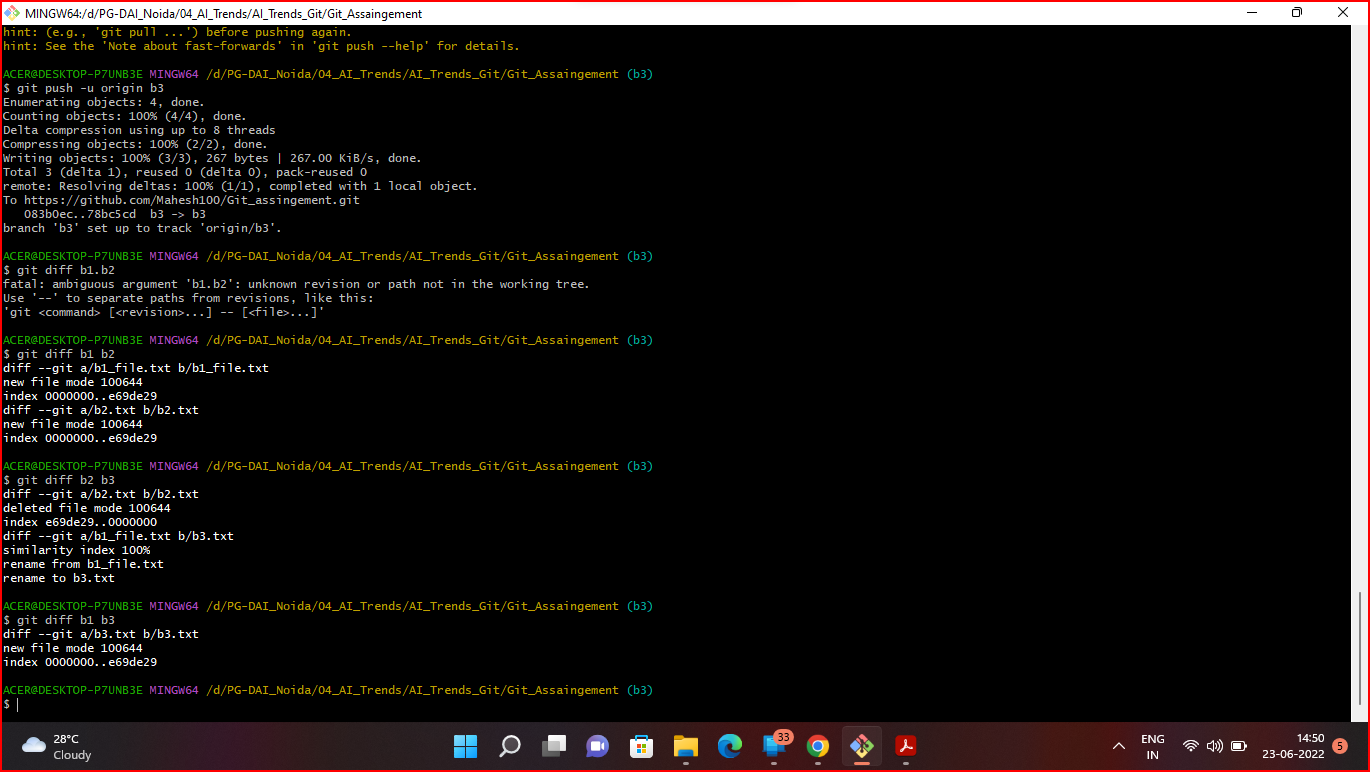 MINGW64:/d/PG-DAI_Noida/04_AI_Trends/AI_Trends_Git/Git_Assaingement
hint: (e.g., 'git pull ...') before pushing again.
hint: See the 'Note about fast-forwards' in 'git push --help' for details.
ACER@DESKTOP-P7UNB3E MINGW64 /d/PG-DAI_Noida/04_AI_Trends/AI_Trends_Git/Git_Assaingement (b3)
$ git push -u origin b3
Enumerating objects: 4, done.
Counting objects: 100% (4/4), done.
Delta compression using up to 8 threads
Compressing objects: 100% (2/2), done.
Writing objects: 100% (3/3), 267 bytes | 267.00 KiB/s, done.
Total 3 (delta 1), reused 0 (delta 0), pack-reused 0
remote: Resolving deltas: 100% (1/1), completed with 1 local object.
To https://github.com/Mahesh100/Git_assingement.git
   083b0ec..78bc5cd  b3 -> b3
branch 'b3' set up to track 'origin/b3'.
ACER@DESKTOP-P7UNB3E MINGW64 /d/PG-DAI_Noida/04_AI_Trends/AI_Trends_Git/Git_Assaingement (b3)
$ git diff b1.b2
fatal: ambiguous argument 'b1.b2': unknown revision or path not in the working tree.
Use '--' to separate paths from revisions, like this:
'git <command> [<revision>...] -- [<file>...]'
ACER@DESKTOP-P7UNB3E MINGW64 /d/PG-DAI_Noida/04_AI_Trends/AI_Trends_Git/Git_Assaingement (b3)
$ git diff b1 b2
diff --git a/b1_file.txt b/b1_file.txt
new file mode 100644
index 0000000..e69de29
diff --git a/b2.txt b/b2.txt
new file mode 100644
index 0000000..e69de29
ACER@DESKTOP-P7UNB3E MINGW64 /d/PG-DAI_Noida/04_AI_Trends/AI_Trends_Git/Git_Assaingement (b3)
$ git diff b2 b3
diff --git a/b2.txt b/b2.txt
deleted file mode 100644
index e69de29..0000000
diff --git a/b1_file.txt b/b3.txt
similarity index 100%
rename from b1_file.txt
rename to b3.txt
ACER@DESKTOP-P7UNB3E MINGW64 /d/PG-DAI_Noida/04_AI_Trends/AI_Trends_Git/Git_Assaingement (b3)
$ git diff b1 b3
diff --git a/b3.txt b/b3.txt
new file mode 100644
index 0000000..e69de29
ACER@DESKTOP-P7UNB3E MINGW64 /d/PG-DAI_Noida/04_AI_Trends/AI_Trends_Git/Git_Assaingement (b3)
$
28°C
Cloudy
33
ENG
IN
14:50
23-06-2022
5